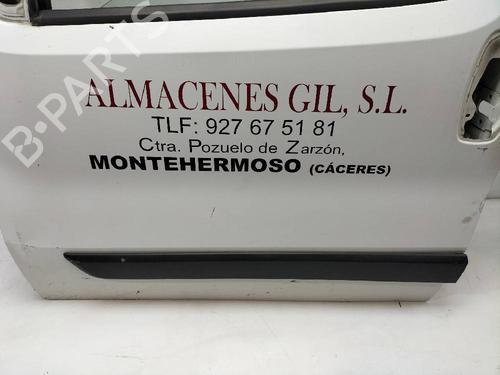 B-PARTS
ALMACENES GIL, S.L.
TLF: 927 67 51 81
Ctra. Pozuelo de Zarzón,
MONTEHERMOSO (CÁCERES)